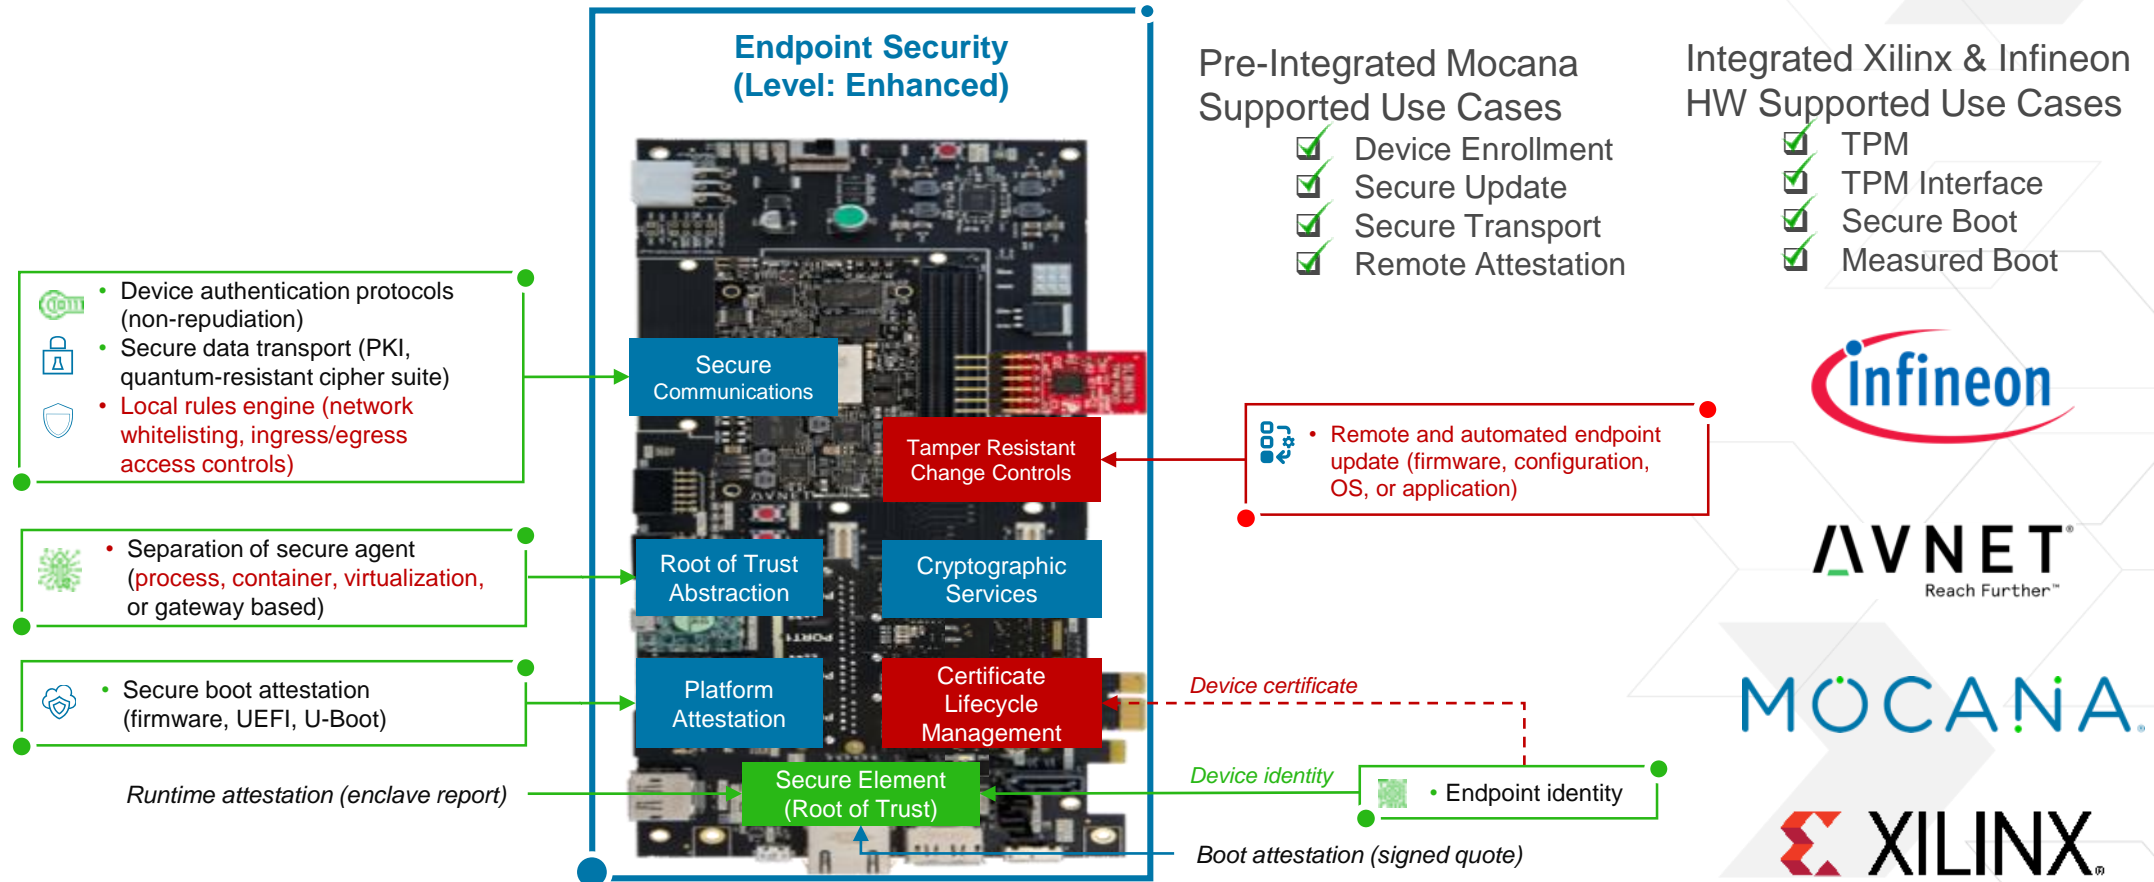 Endpoint Security
(Level: Enhanced)
Pre-Integrated Mocana
Supported Use Cases
Device Enrollment
Secure Update
Secure Transport
Remote Attestation
Integrated Xilinx & Infineon
HW Supported Use Cases
TPM
TPM Interface
Secure Boot
Measured Boot
• Device authentication protocols
(non-repudiation)
• Secure data transport (PKI,
quantum-resistant cipher suite)
• Local rules engine (network
whitelisting, ingress/egress
access controls)
Secure
Communications
Tamper Resistant
Change Controls
• Remote and automated endpoint
update (firmware, configuration,
OS, or application)
infineon
AVNET
• Separation of secure agent
(process, container, virtualization,
or gateway based)
Root of Trust
Abstraction
Cryptographic
Services
AVNET®
Reach Further™
PORT1
• Secure boot attestation
(firmware, UEFI, U-Boot)
Platform
Attestation
Certificate
Lifecycle
Management
Device certificate
MOCANA®
Runtime attestation (enclave report)
Secure Element
(Root of Trust)
Device identity
• Endpoint identity
Boot attestation (signed quote)
XILINX®